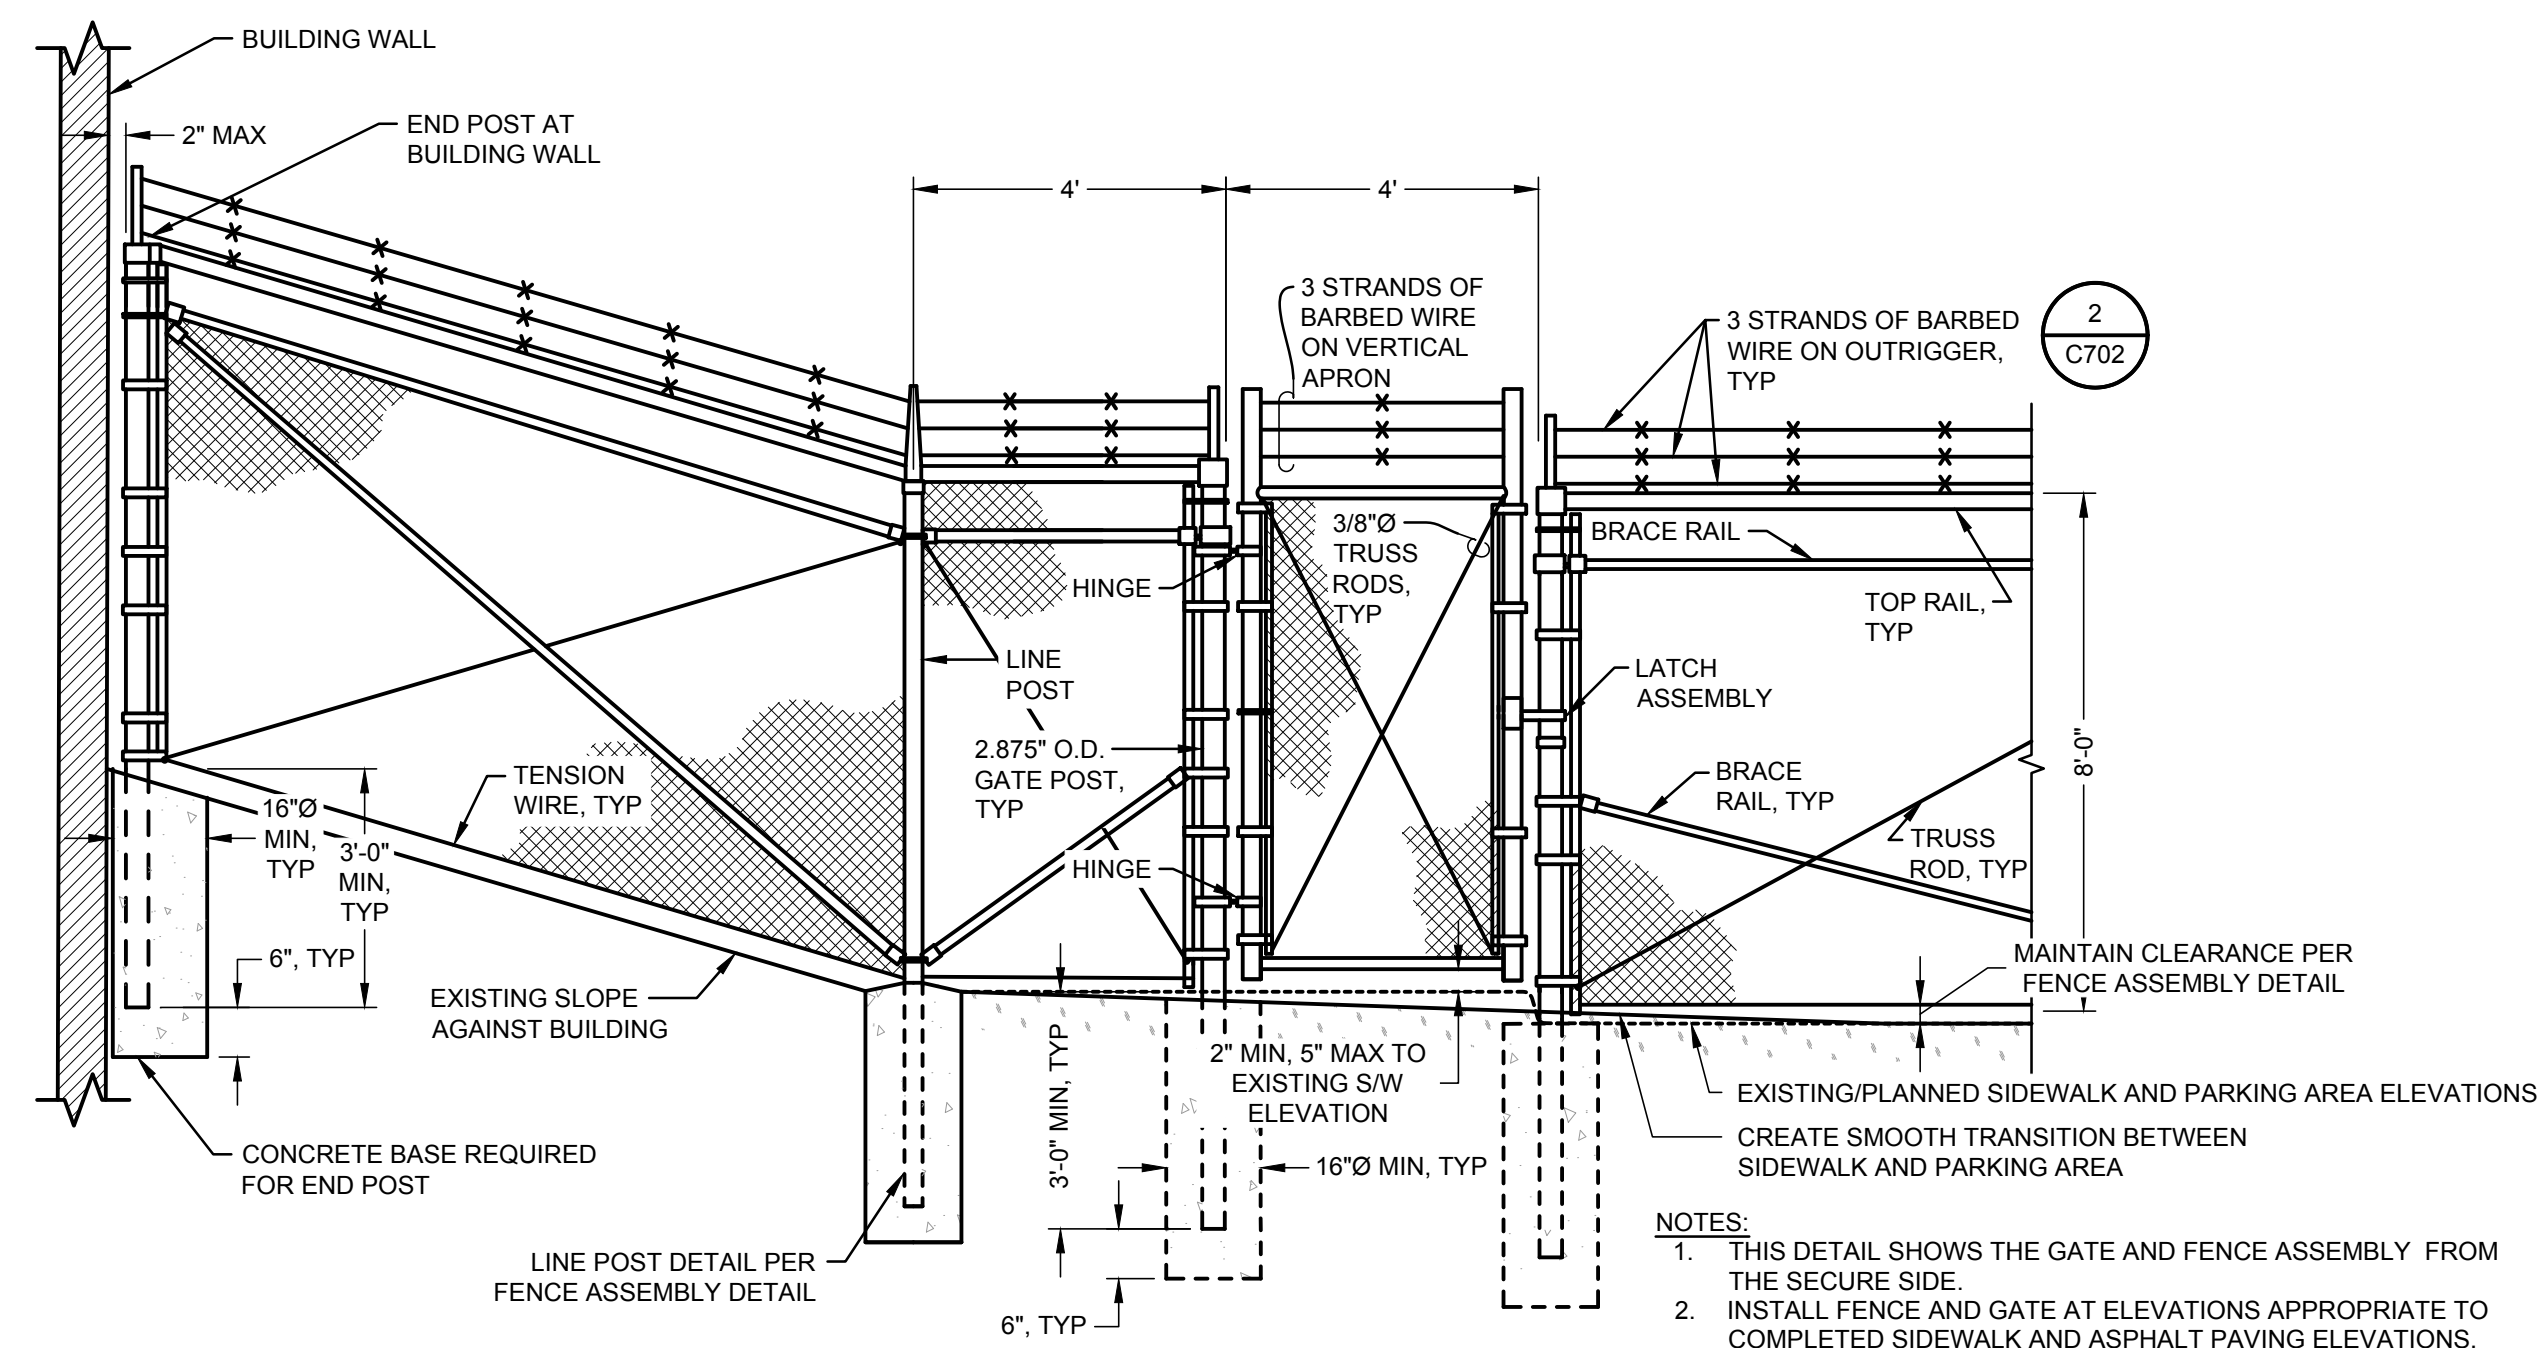 BUILDING WALL
END POST AT
BUILDING WALL
2" MAX
4'
4'
3 STRANDS OF
BARBED WIRE
ON VERTICAL
APRON
3 STRANDS OF BARBED
WIRE ON OUTRIGGER,
TYP
2
C702
3/8"Ø
TRUSS
RODS,
TYP
BRACE RAIL
HINGE
TOP RAIL,
TYP
LINE
POST
LATCH
ASSEMBLY
2.875" O.D.
GATE POST,
TYP
8'-0"
TENSION
WIRE, TYP
BRACE
RAIL, TYP
16"Ø
MIN,
TYP
3'-0"
MIN,
TYP
TRUSS
ROD, TYP
HINGE
6", TYP
MAINTAIN CLEARANCE PER
FENCE ASSEMBLY DETAIL
EXISTING SLOPE
AGAINST BUILDING
3'-0" MIN, TYP
2" MIN, 5" MAX TO
EXISTING S/W
ELEVATION
EXISTING/PLANNED SIDEWALK AND PARKING AREA ELEVATIONS
CREATE SMOOTH TRANSITION BETWEEN
SIDEWALK AND PARKING AREA
CONCRETE BASE REQUIRED
FOR END POST
16"Ø MIN, TYP
LINE POST DETAIL PER
FENCE ASSEMBLY DETAIL
6", TYP
NOTES:
1. THIS DETAIL SHOWS THE GATE AND FENCE ASSEMBLY FROM
THE SECURE SIDE.
2. INSTALL FENCE AND GATE AT ELEVATIONS APPROPRIATE TO
COMPLETED SIDEWALK AND ASPHALT PAVING ELEVATIONS.